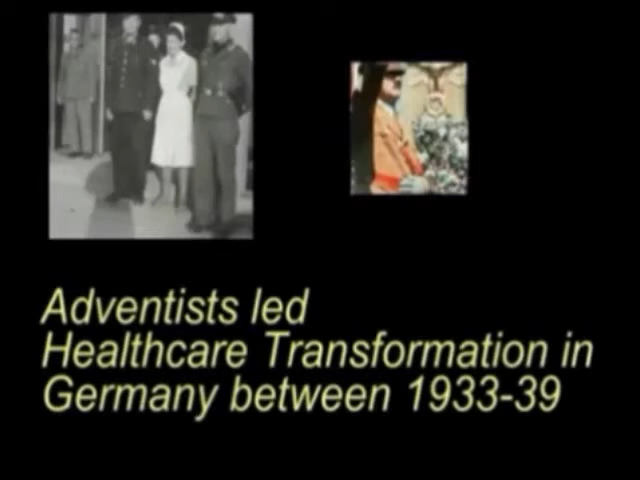 Adventists led
Healthcare Transformation in
Germany between 1933-39